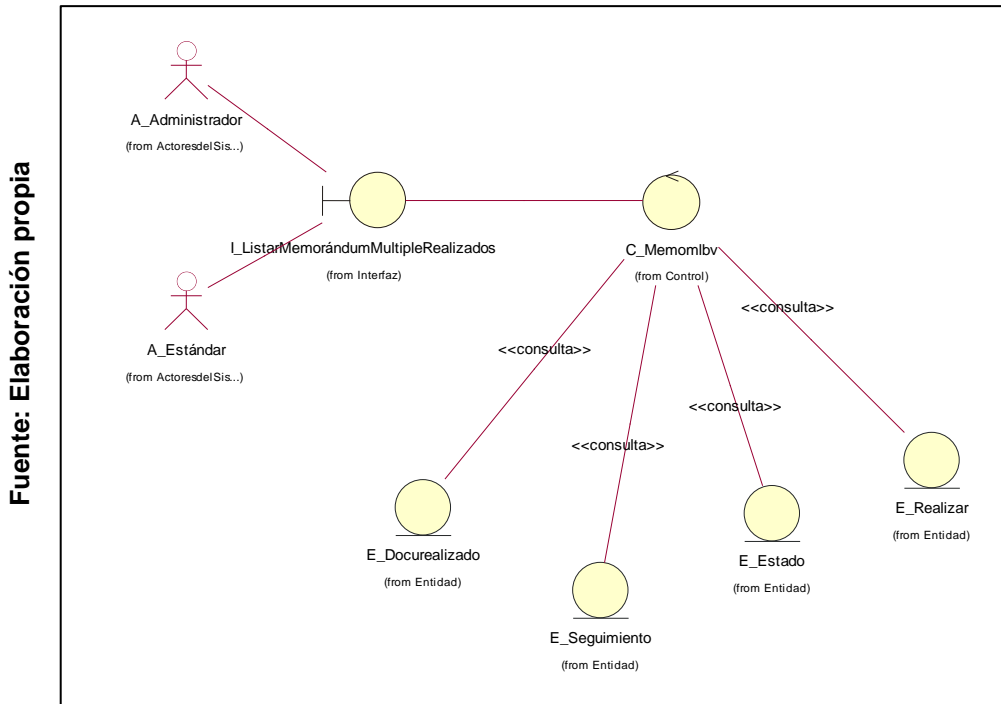 Fuente: Elaboración propia
A_Administrador
(from ActoresdelSis...)
I_ListarMemorándumMultipleRealizados
(from Interfaz)
C_Memomlbv
(from Control)
A_Estándar
(from ActoresdelSis...)
<<consulta>>
<<consulta>>
<<consulta>>
<<consulta>>
E_Docurealizado
(from Entidad)
E_Seguimiento
(from Entidad)
E_Estado
(from Entidad)
E_Realizar
(from Entidad)